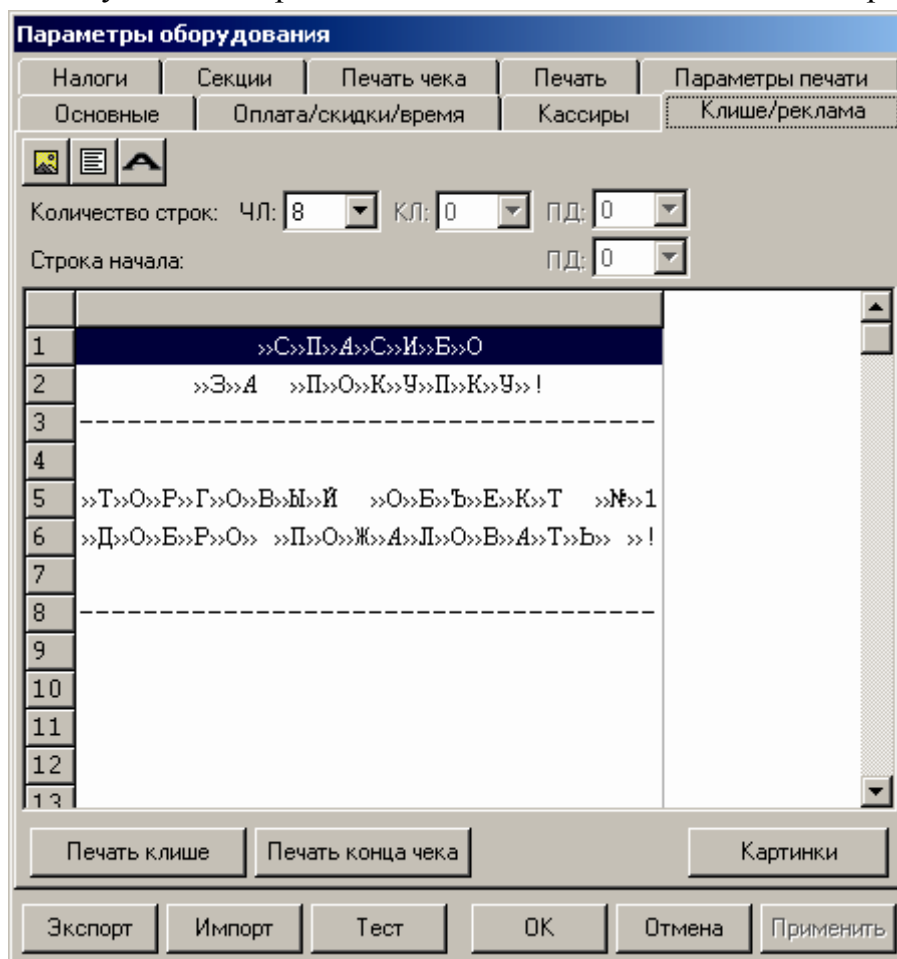 Параметры оборудования
Налоги Секции Печать чека Печать Параметры печати
Основные Оплата/скидки/время Кассиры Клише/реклама
Количество строк: ЧЛ: 8 КЛ: 0 ПД: 0
Строка начала: ПД: 0
1 »С»П»А»С»И»Б»О
2 »З»А »П»О»К»У»П»К»У»!
3 ------------------------------------
4
5 »Т»О»Р»Г»О»В»Ы»Й »О»Б»Ъ»Е»К»Т »№»1
6 »Д»О»Б»Р»О» »П»О»Ж»А»Л»О»В»А»Т»Ь» »!
7
8 ------------------------------------
9
10
11
12
13
Печать клише Печать конца чека Картинки
Экспорт Импорт Тест OK Отмена Применить